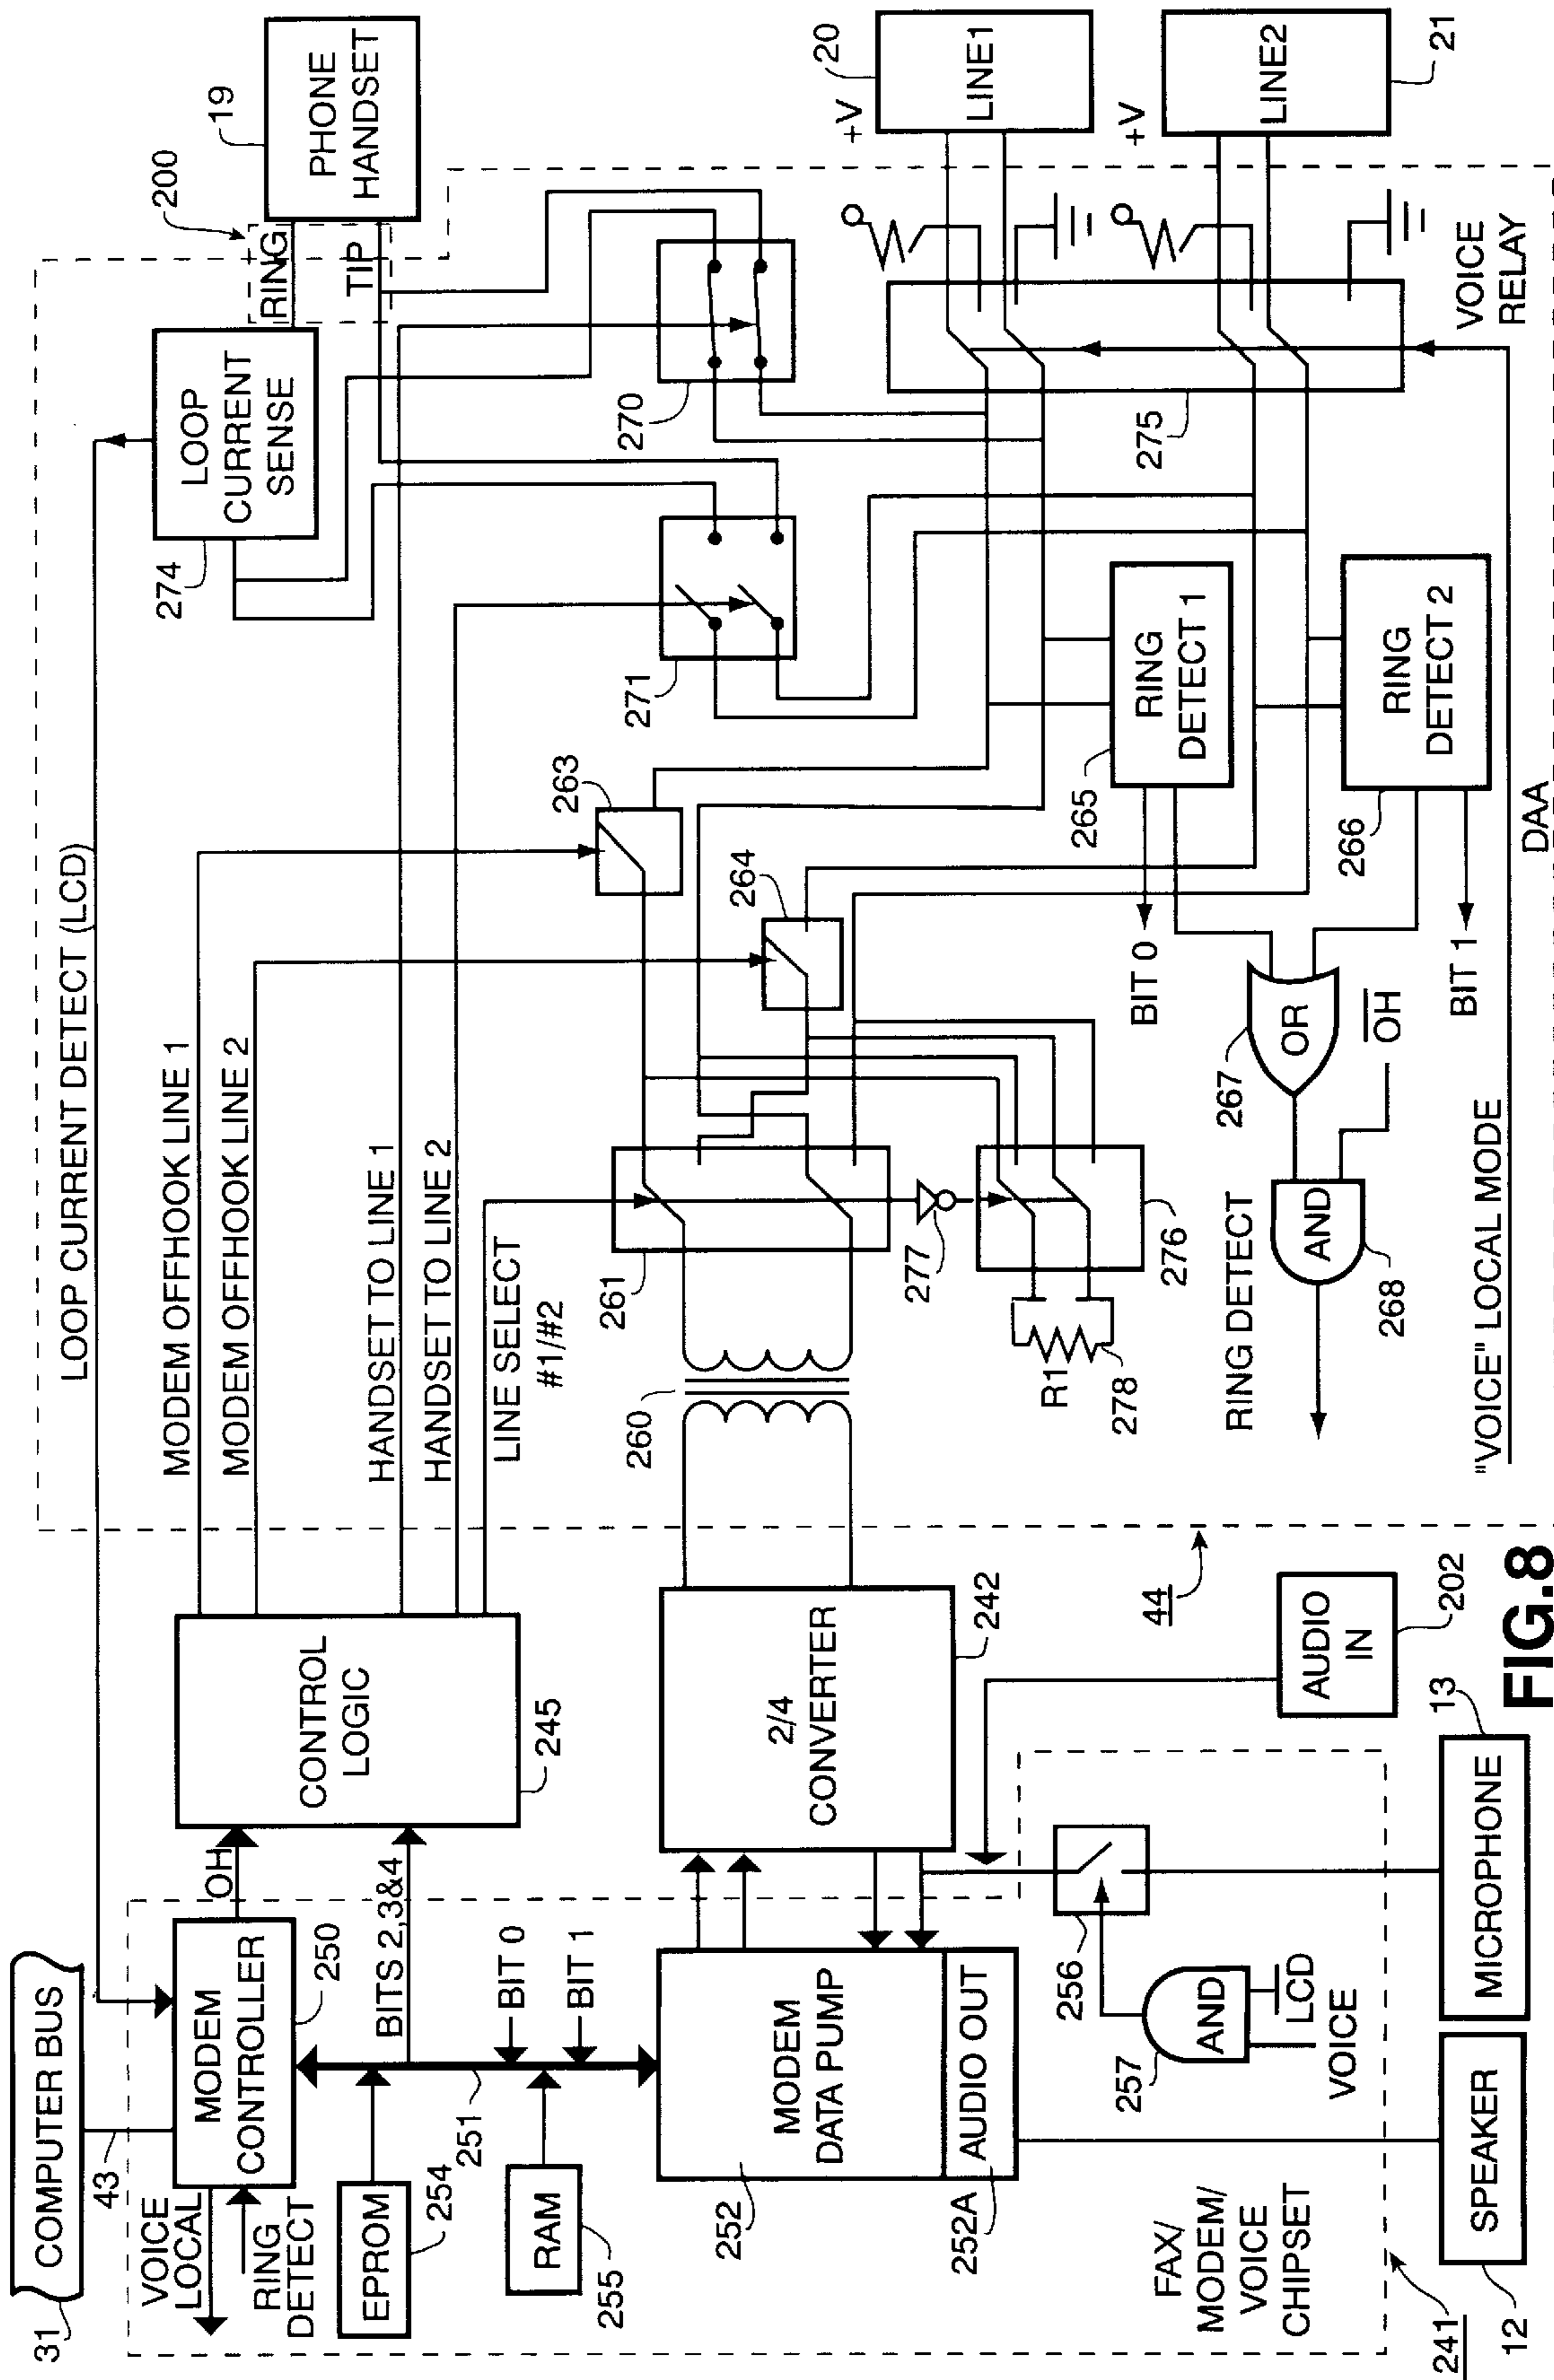 COMPUTER BUS
31
43
VOICE
LOCAL
RING
DETECT
MODEM
CONTROLLER
250
OH
BITS 2,3&4
EPROM
254
251
RAM
255
BIT 0
BIT 1
MODEM
DATA PUMP
252
AUDIO OUT
252A
FAX/
MODEM/
VOICE
CHIPSET
241
256
AND
257
LCD
VOICE
SPEAKER
12
MICROPHONE
13
AUDIO
IN
202
CONTROL
LOGIC
245
2/4
CONVERTER
242
44
FIG.8
LOOP CURRENT DETECT (LCD)
MODEM OFFHOOK LINE 1
MODEM OFFHOOK LINE 2
HANDSET TO LINE 1
HANDSET TO LINE 2
LINE SELECT
#1/#2
260
261
277
276
R1
278
263
264
RING DETECT
AND
268
OR
267
OH
BIT 0
BIT 1
"VOICE" LOCAL MODE
DAA
RING
DETECT 1
265
RING
DETECT 2
266
271
270
LOOP
CURRENT
SENSE
274
RING
TIP
200
PHONE
HANDSET
19
275
VOICE
RELAY
+V
LINE1
20
+V
LINE2
21